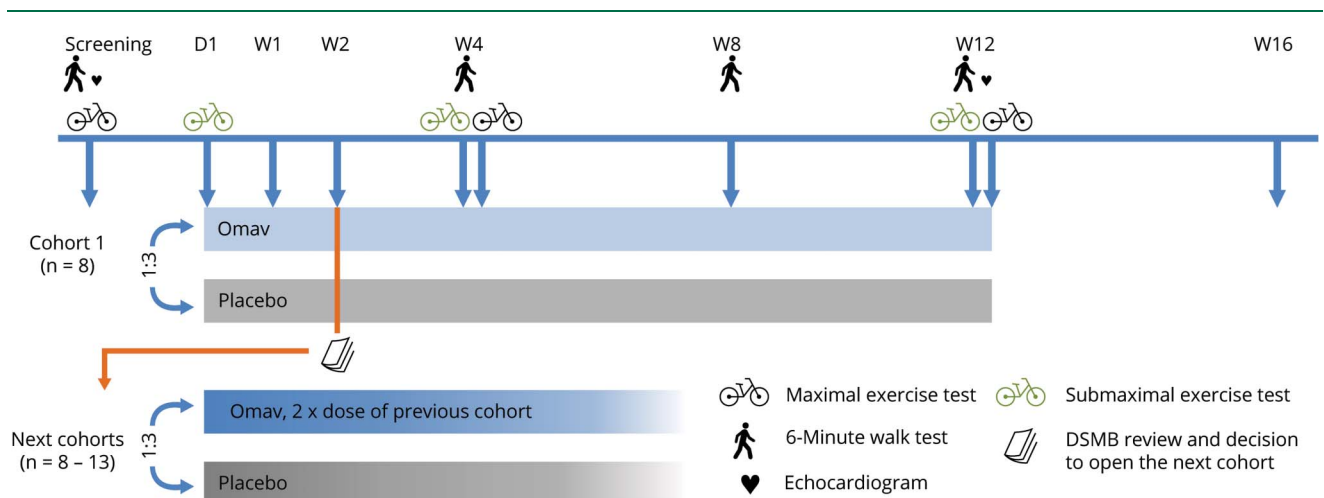 Screening D1 W1 W2 W4 W8 W12 W16
Cohort 1
(n = 8)
1:3
Omav
Placebo
Next cohorts
(n = 8 – 13)
1:3
Omav, 2 x dose of previous cohort
Placebo
Maximal exercise test
Submaximal exercise test
6-Minute walk test
DSMB review and decision
to open the next cohort
Echocardiogram